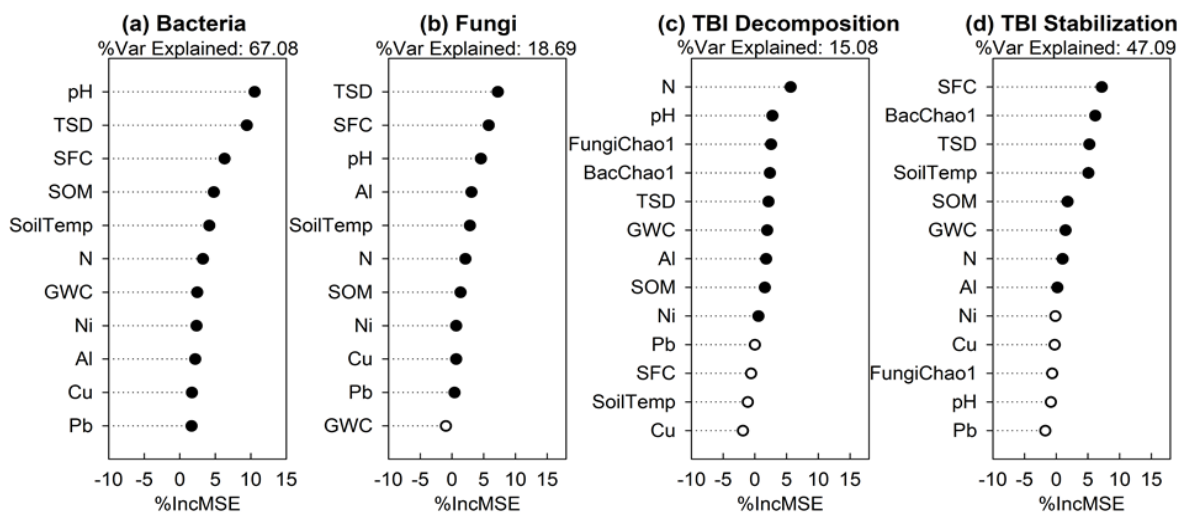 (a) Bacteria
%Var Explained: 67.08
pH
TSD
SFC
SOM
SoilTemp
N
GWC
Ni
Al
Cu
Pb
-10 -5 0 5 10 15
%IncMSE
(b) Fungi
%Var Explained: 18.69
TSD
SFC
pH
Al
SoilTemp
N
SOM
Ni
Cu
Pb
GWC
-10 -5 0 5 10 15
%IncMSE
(c) TBI Decomposition
%Var Explained: 15.08
N
pH
FungiChao1
BacChao1
TSD
GWC
Al
SOM
Ni
Pb
SFC
SoilTemp
Cu
-10 -5 0 5 10 15
%IncMSE
(d) TBI Stabilization
%Var Explained: 47.09
SFC
BacChao1
TSD
SoilTemp
SOM
GWC
N
Al
Ni
Cu
FungiChao1
pH
Pb
-10 -5 0 5 10 15
%IncMSE